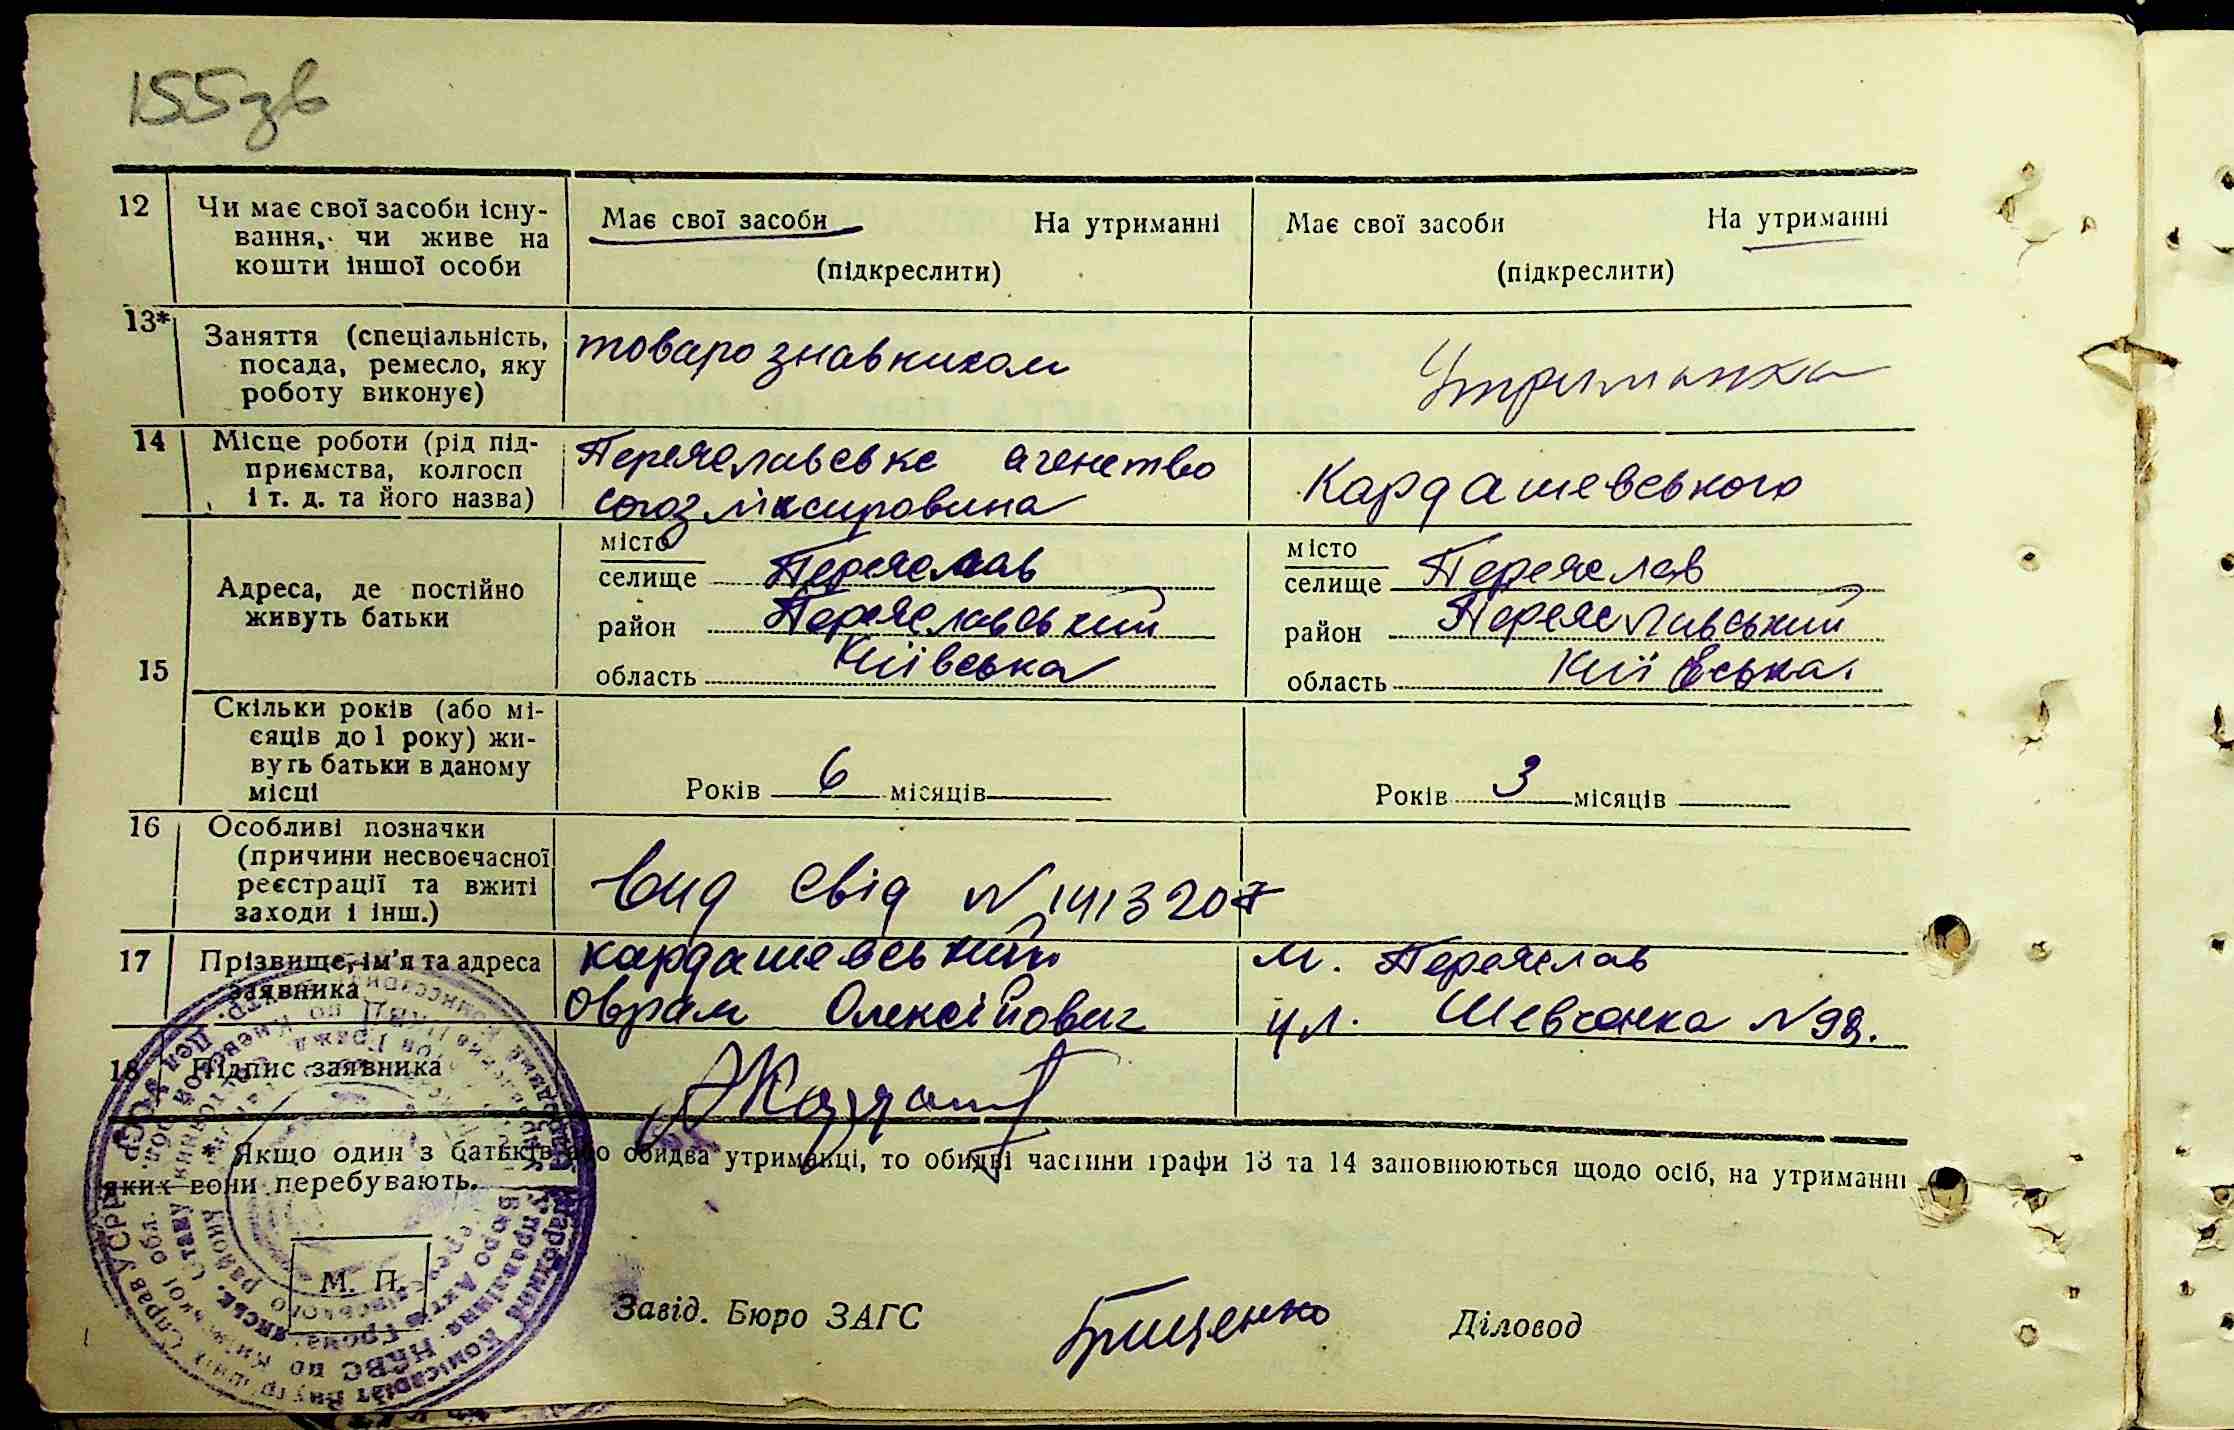 155зв
12 Чи має свої засоби існу-
вання, чи живе на
кошти іншої особи
Має свої засоби На утриманні
(підкреслити)
Має свої засоби На утриманні
(підкреслити)
13* Заняття (спеціальність,
посада, ремесло, яку
роботу виконує)
товарознавником
Утриманка
14 Місце роботи (рід під-
приємства, колгосп
і т. д. та його назва)
Переяславське агенство
союзмясировина
Кардашевського
15 Адреса, де постійно
живуть батьки
місто
селище Переяслав
район Переяславський
область Київська
місто
селище Переяслав
район Переяславський
область Київська
Скільки років (або мі-
сяців до 1 року) жи-
вуть батьки в даному
місці
Років 6 місяців
Років 3 місяців
16 Особливі позначки
(причини несвоєчасної
реєстрації та вжиті
заходи і інш.)
вид Свід N 1413207
17 Прізвище, ім'я та адреса
заявника
кардашевський
Оврам Олексійович
м. Переяслав
ул. Шевченка N98.
18 Підпис заявника
* Якщо один з батьків або обидва утриманці, то обидві частини графи 13 та 14 заповнюються щодо осіб, на утриманні
яких вони перебувають.
М. П.
Завід. Бюро ЗАГС Грищенко Діловод